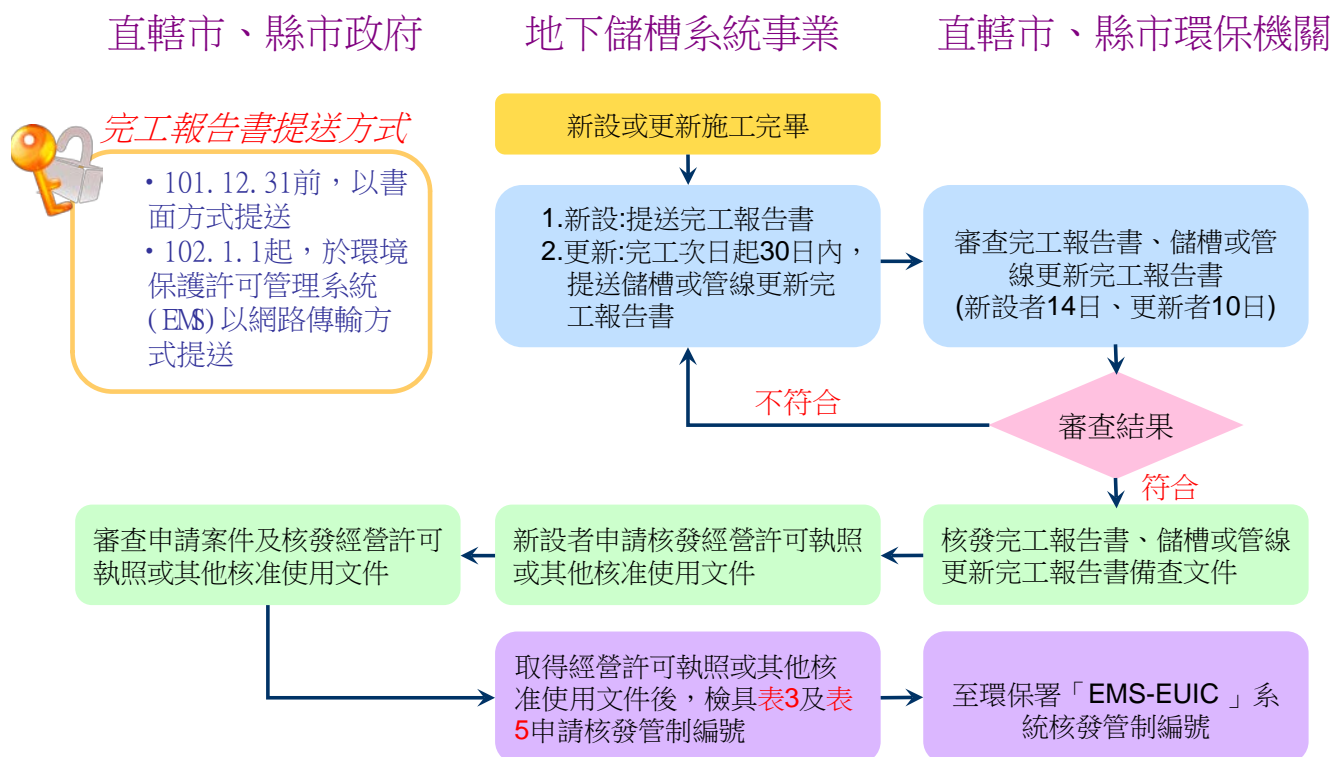 直轄市、縣市政府
地下儲槽系統事業
直轄市、縣市環保機關
完工報告書提送方式
・101.12.31前，以書
面方式提送
・102.1.1起，於環境
保護許可管理系統
(EMS)以網路傳輸方
式提送
新設或更新施工完畢
1.新設:提送完工報告書
2.更新:完工次日起30日內，
提送儲槽或管線更新完
工報告書
審查完工報告書、儲槽或管
線更新完工報告書
(新設者14日、更新者10日)
不符合
審查結果
符合
審查申請案件及核發經營許可
執照或其他核准使用文件
新設者申請核發經營許可執照
或其他核准使用文件
核發完工報告書、儲槽或管線
更新完工報告書備查文件
取得經營許可執照或其他核
准使用文件後，檢具表3及表
5申請核發管制編號
至環保署「EMS-EUIC 」系
統核發管制編號